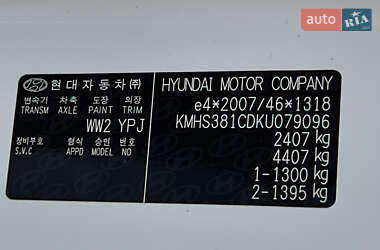 auto RIA
현대자동차㈜
변속기 차축 도장 의장
TRANSM AXLE PAINT TRIM
WW2 YPJ
정비부호 형식 승인 번호
S.V.C APPD MODEL NO
HYUNDAI MOTOR COMPANY
e4*2007/46*1318
KMHS381CDKU079096
2407 kg
4407 kg
1-1300 kg
2-1395 kg